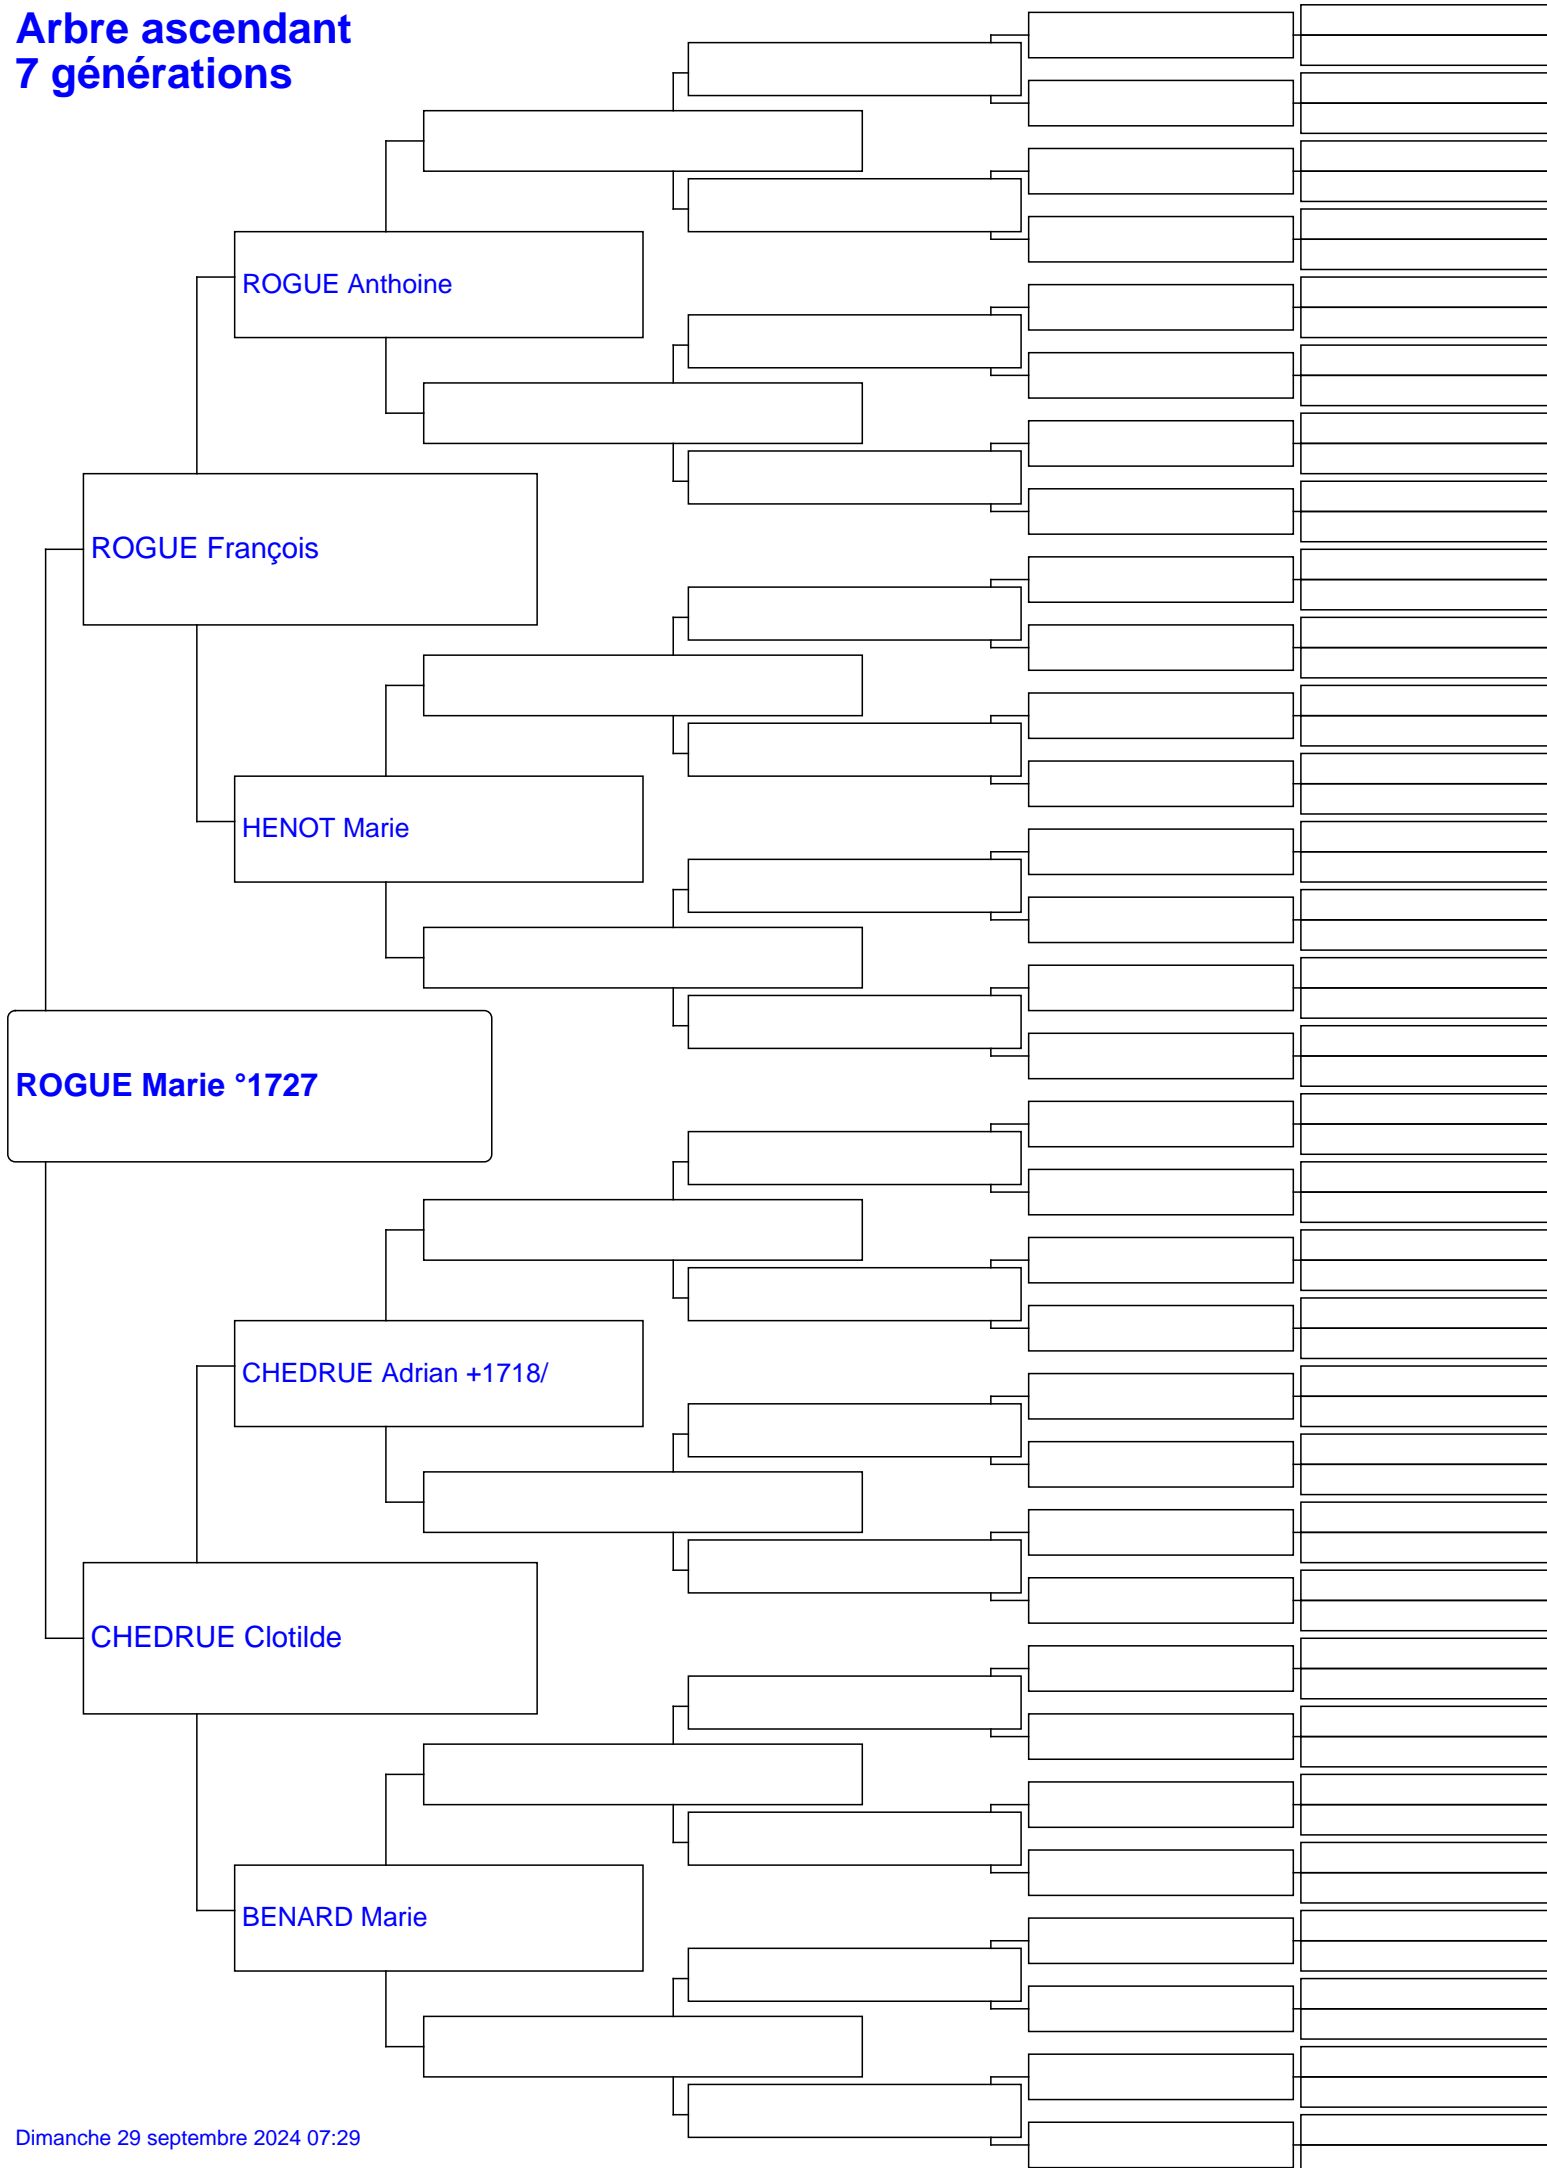 Arbre ascendant
7 générations
ROGUE Anthoine
ROGUE François
HENOT Marie
ROGUE Marie °1727
CHEDRUE Adrian +1718/
CHEDRUE Clotilde
BENARD Marie
Dimanche 29 septembre 2024 07:29